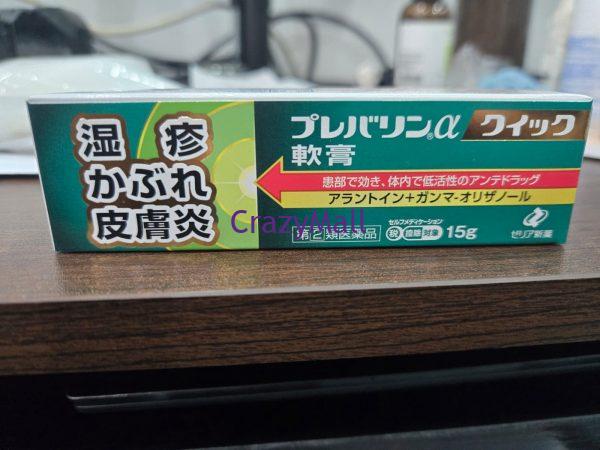 湿疹
かぶれ
皮膚炎
プレバリン®α クイック
軟膏
患部で効き、体内で低活性のアンテドラッグ
アラントイン+ガンマ-オリザノール
CrazyMall
指定②類医薬品
セルフメディケーション
税 控除 対象 15g
ゼリア新薬